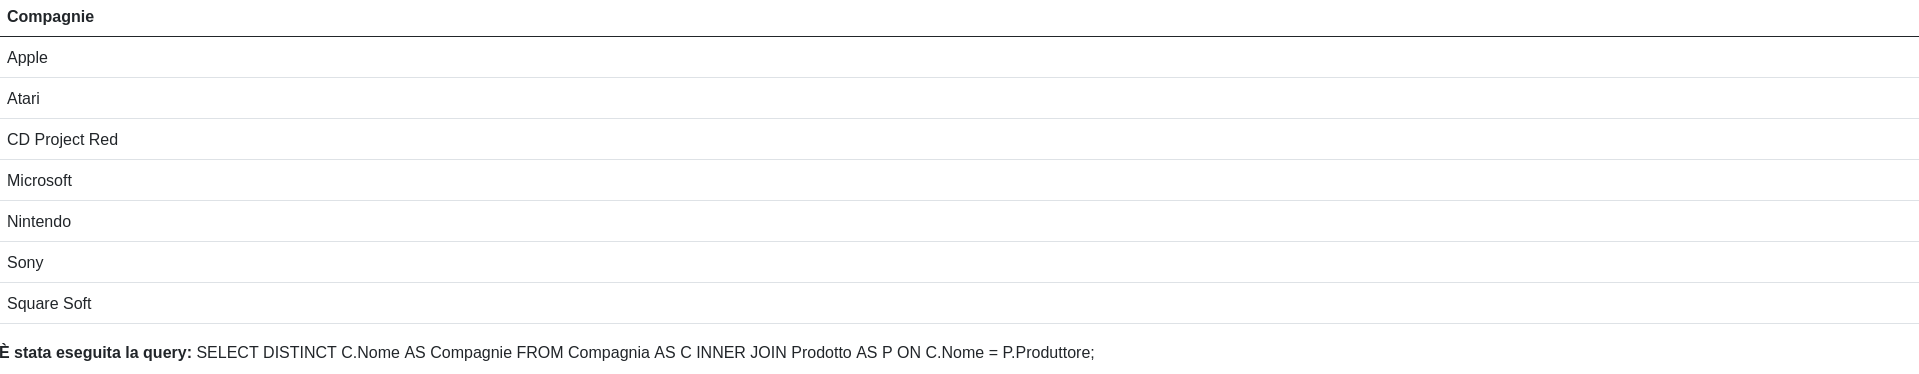 Compagnie
Apple
Atari
CD Project Red
Microsoft
Nintendo
Sony
Square Soft
È stata eseguita la query: SELECT DISTINCT C.Nome AS Compagnie FROM Compagnia AS C INNER JOIN Prodotto AS P ON C.Nome = P.Produttore;